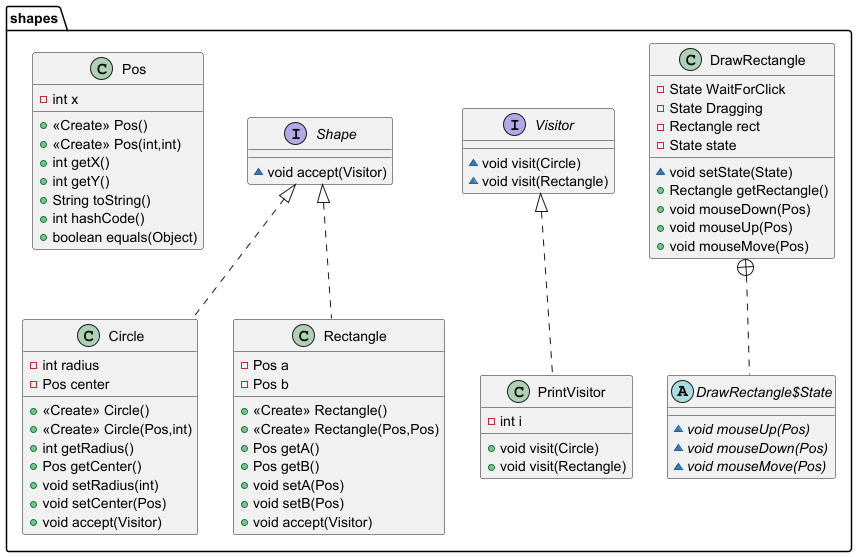 shapes
C Pos
int x
«Create» Pos()
«Create» Pos(int,int)
int getX()
int getY()
String toString()
int hashCode()
boolean equals(Object)
I Shape
void accept(Visitor)
I Visitor
void visit(Circle)
void visit(Rectangle)
C DrawRectangle
State WaitForClick
State Dragging
Rectangle rect
State state
void setState(State)
Rectangle getRectangle()
void mouseDown(Pos)
void mouseUp(Pos)
void mouseMove(Pos)
C Circle
int radius
Pos center
«Create» Circle()
«Create» Circle(Pos,int)
int getRadius()
Pos getCenter()
void setRadius(int)
void setCenter(Pos)
void accept(Visitor)
C Rectangle
Pos a
Pos b
«Create» Rectangle()
«Create» Rectangle(Pos,Pos)
Pos getA()
Pos getB()
void setA(Pos)
void setB(Pos)
void accept(Visitor)
C PrintVisitor
int i
void visit(Circle)
void visit(Rectangle)
A DrawRectangle$State
void mouseUp(Pos)
void mouseDown(Pos)
void mouseMove(Pos)